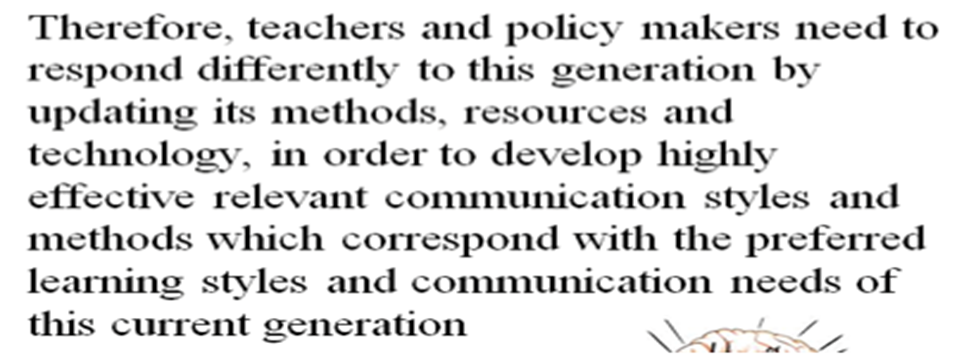 Therefore, teachers and policy makers need to
respond differently to this generation by
updating its methods, resources and
technology, in order to develop highly
effective relevant communication styles and
methods which correspond with the preferred
learning styles and communication needs of
this current generation